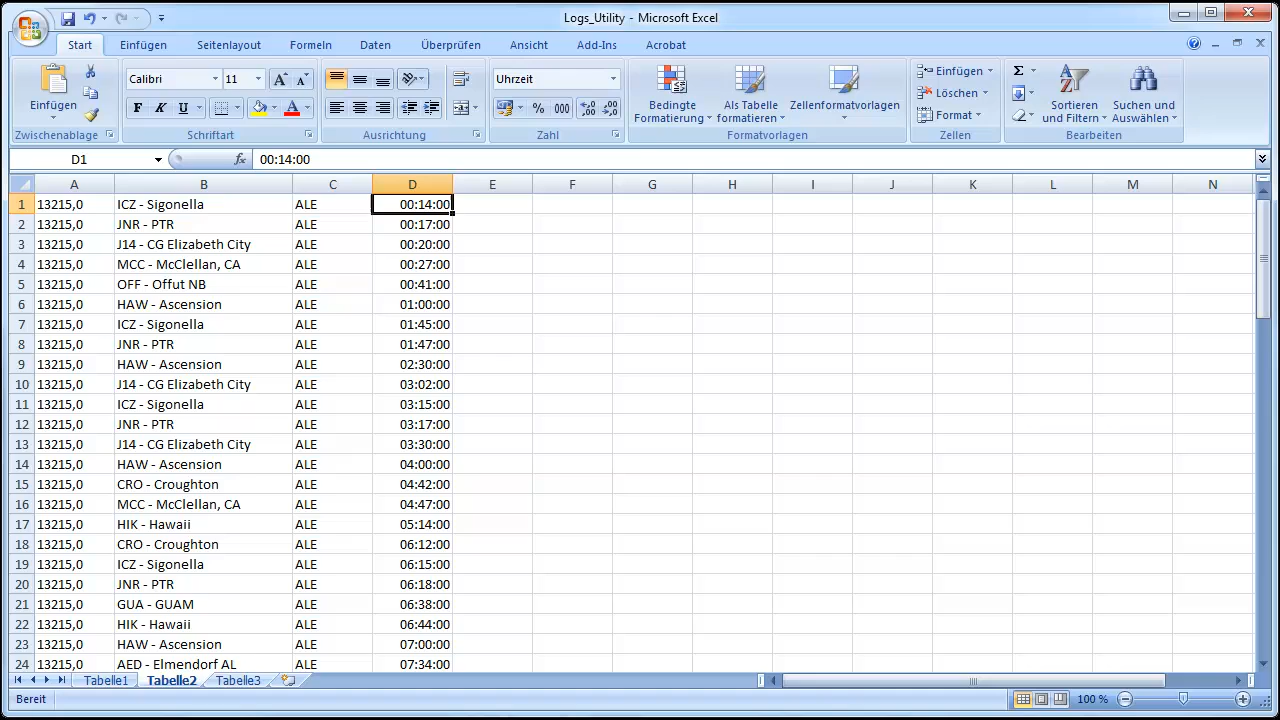 Logs_Utility - Microsoft Excel
Start Einfügen Seitenlayout Formeln Daten Überprüfen Ansicht Add-Ins Acrobat
Einfügen
Zwischenablage
Calibri 11
F K U
Schriftart
Ausrichtung
Uhrzeit
% 000
Zahl
Bedingte Formatierung
Als Tabelle formatieren
Zellenformatvorlagen
Formatvorlagen
Einfügen
Löschen
Format
Zellen
Sortieren und Filtern
Suchen und Auswählen
Bearbeiten
D1 fx 00:14:00
A B C D E F G H I J K L M N
1 13215,0 ICZ - Sigonella ALE 00:14:00
2 13215,0 JNR - PTR ALE 00:17:00
3 13215,0 J14 - CG Elizabeth City ALE 00:20:00
4 13215,0 MCC - McClellan, CA ALE 00:27:00
5 13215,0 OFF - Offut NB ALE 00:41:00
6 13215,0 HAW - Ascension ALE 01:00:00
7 13215,0 ICZ - Sigonella ALE 01:45:00
8 13215,0 JNR - PTR ALE 01:47:00
9 13215,0 HAW - Ascension ALE 02:30:00
10 13215,0 J14 - CG Elizabeth City ALE 03:02:00
11 13215,0 ICZ - Sigonella ALE 03:15:00
12 13215,0 JNR - PTR ALE 03:17:00
13 13215,0 J14 - CG Elizabeth City ALE 03:30:00
14 13215,0 HAW - Ascension ALE 04:00:00
15 13215,0 CRO - Croughton ALE 04:42:00
16 13215,0 MCC - McClellan, CA ALE 04:47:00
17 13215,0 HIK - Hawaii ALE 05:14:00
18 13215,0 CRO - Croughton ALE 06:12:00
19 13215,0 ICZ - Sigonella ALE 06:15:00
20 13215,0 JNR - PTR ALE 06:18:00
21 13215,0 GUA - GUAM ALE 06:38:00
22 13215,0 HIK - Hawaii ALE 06:44:00
23 13215,0 HAW - Ascension ALE 07:00:00
24 13215,0 AED - Elmendorf AL ALE 07:34:00
Tabelle1 Tabelle2 Tabelle3
Bereit 100 %